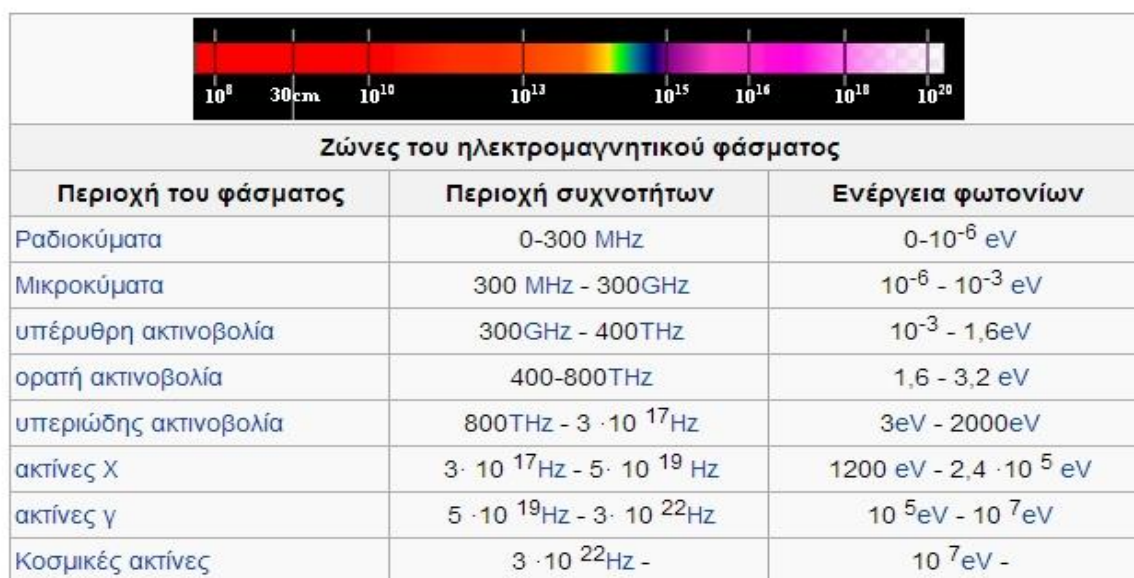 10⁸ 30cm 10¹⁰ 10¹³ 10¹⁵ 10¹⁶ 10¹⁸ 10²⁰
Ζώνες του ηλεκτρομαγνητικού φάσματος
Περιοχή του φάσματος Περιοχή συχνοτήτων Ενέργεια φωτονίων
Ραδιοκύματα 0-300 MHz 0-10⁻⁶ eV
Μικροκύματα 300 MHz - 300GHz 10⁻⁶ - 10⁻³ eV
υπέρυθρη ακτινοβολία 300GHz - 400THz 10⁻³ - 1,6eV
ορατή ακτινοβολία 400-800THz 1,6 - 3,2 eV
υπεριώδης ακτινοβολία 800THz - 3 ·10 ¹⁷Hz 3eV - 2000eV
ακτίνες Χ 3· 10 ¹⁷Hz - 5· 10 ¹⁹ Hz 1200 eV - 2,4 ·10 ⁵ eV
ακτίνες γ 5 ·10 ¹⁹Hz - 3· 10 ²²Hz 10 ⁵eV - 10 ⁷eV
Κοσμικές ακτίνες 3 ·10 ²²Hz - 10 ⁷eV -